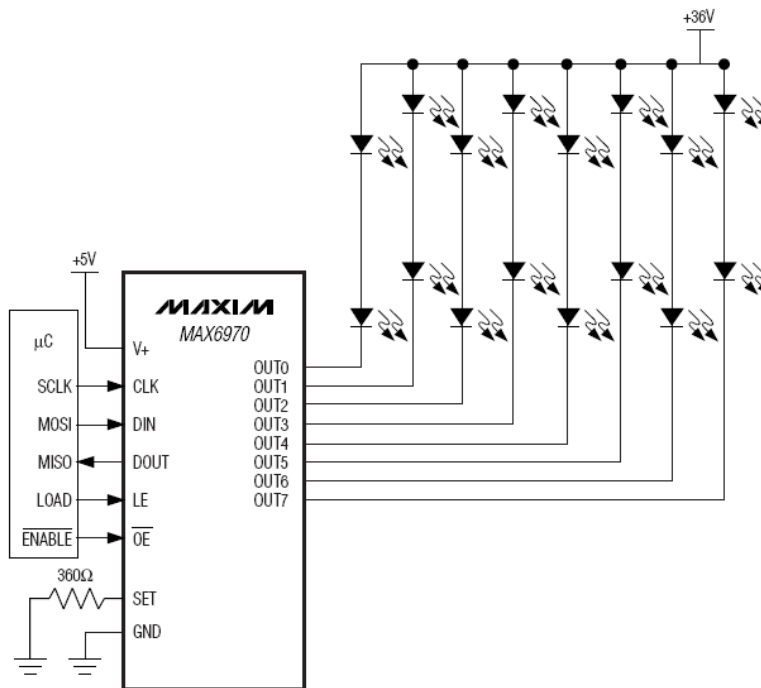 +36V
+5V
MAXIM
MAX6970
μC
V+
OUT0
SCLK
CLK
OUT1
OUT2
MOSI
DIN
OUT3
OUT4
MISO
DOUT
OUT5
OUT6
LOAD
LE
OUT7
ENABLE
OE
360Ω
SET
GND